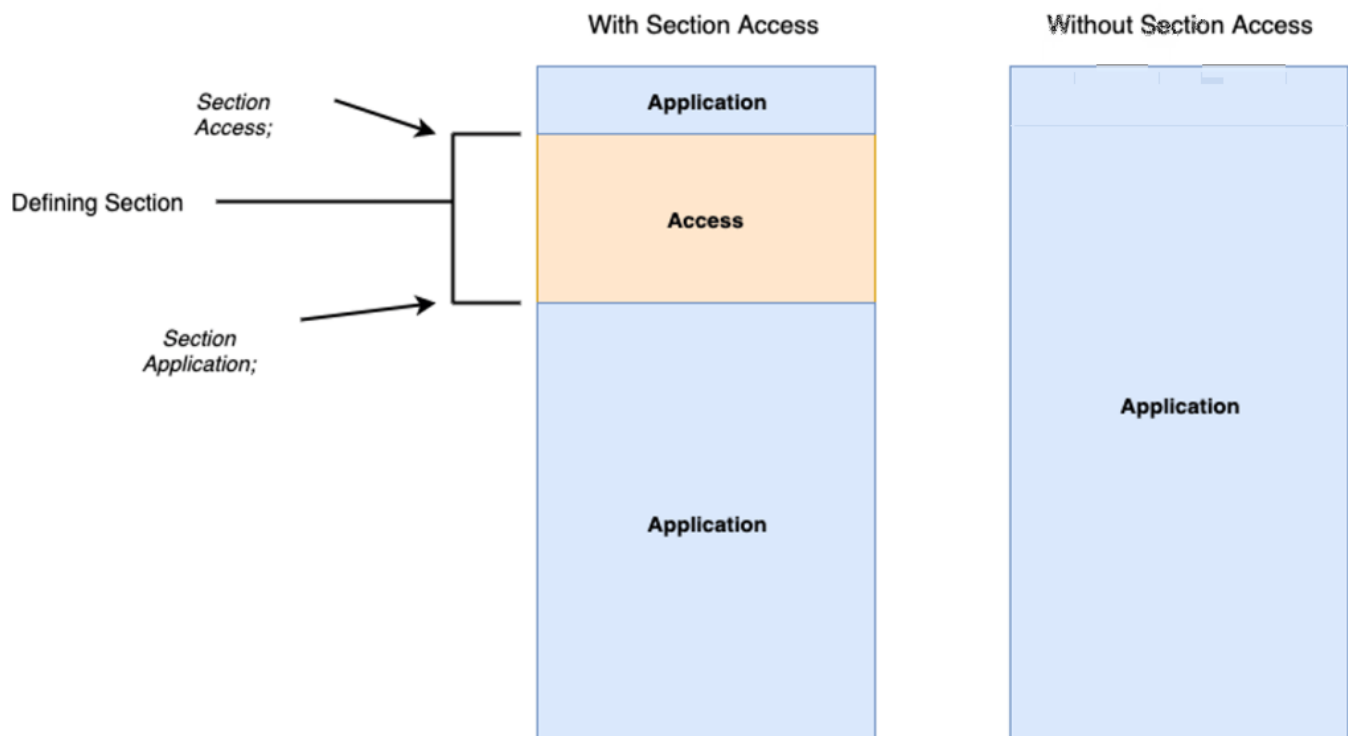 With Section Access
Without Section Access
Section
Access;
Application
Defining Section
Access
Section
Application;
Application
Application